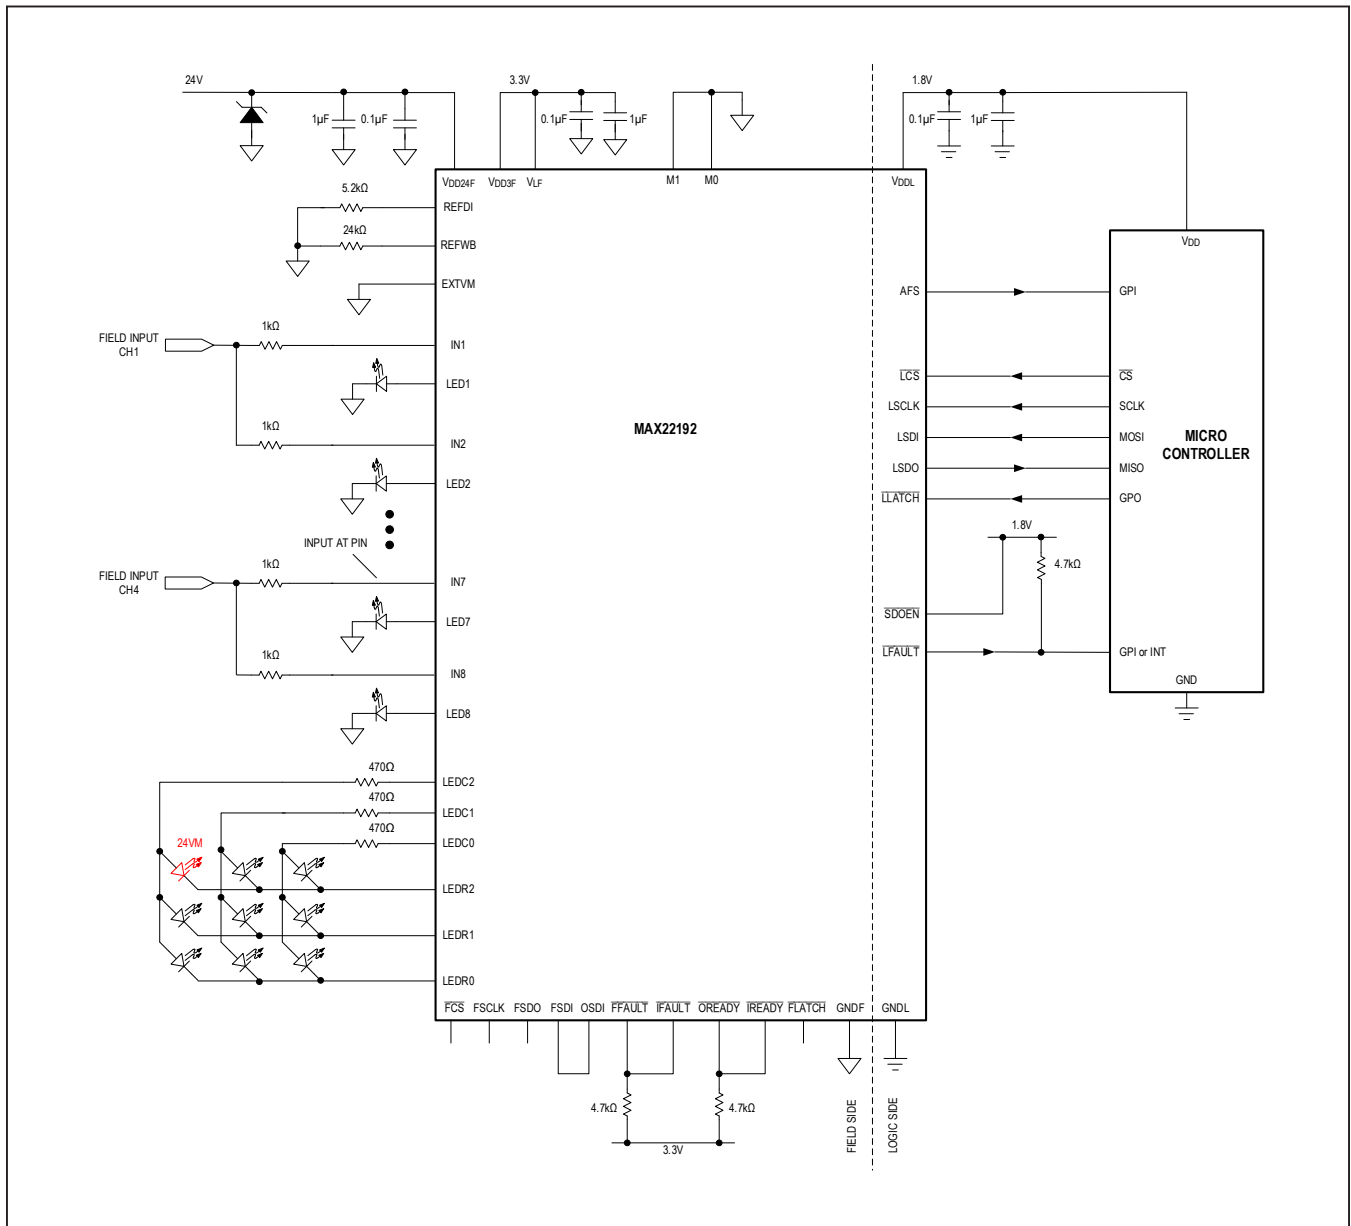 24V
3.3V
1.8V
1µF
0.1µF
0.1µF
1µF
0.1µF
1µF
VDD24F
VDD3F
VLF
M1
M0
VDDL
5.2kΩ
REFDI
24kΩ
REFWB
EXTVM
VDD
AFS
GPI
FIELD INPUT
CH1
1kΩ
IN1
LED1
1kΩ
IN2
LED2
LCS
CS
LSCLK
SCLK
LSDI
MOSI
LSDO
MISO
LLATCH
GPO
MAX22192
MICRO
CONTROLLER
INPUT AT PIN
FIELD INPUT
CH4
1kΩ
IN7
LED7
1kΩ
IN8
LED8
1.8V
4.7kΩ
SDOEN
LFAULT
GPI or INT
GND
470Ω
LEDC2
470Ω
LEDC1
470Ω
LEDC0
24VM
LEDR2
LEDR1
LEDR0
FCS
FSCLK
FSDO
FSDI
OSDI
FFAULT
IFAULT
OREADY
IREADY
FLATCH
GNDF
GNDL
4.7kΩ
4.7kΩ
3.3V
FIELD SIDE
LOGIC SIDE